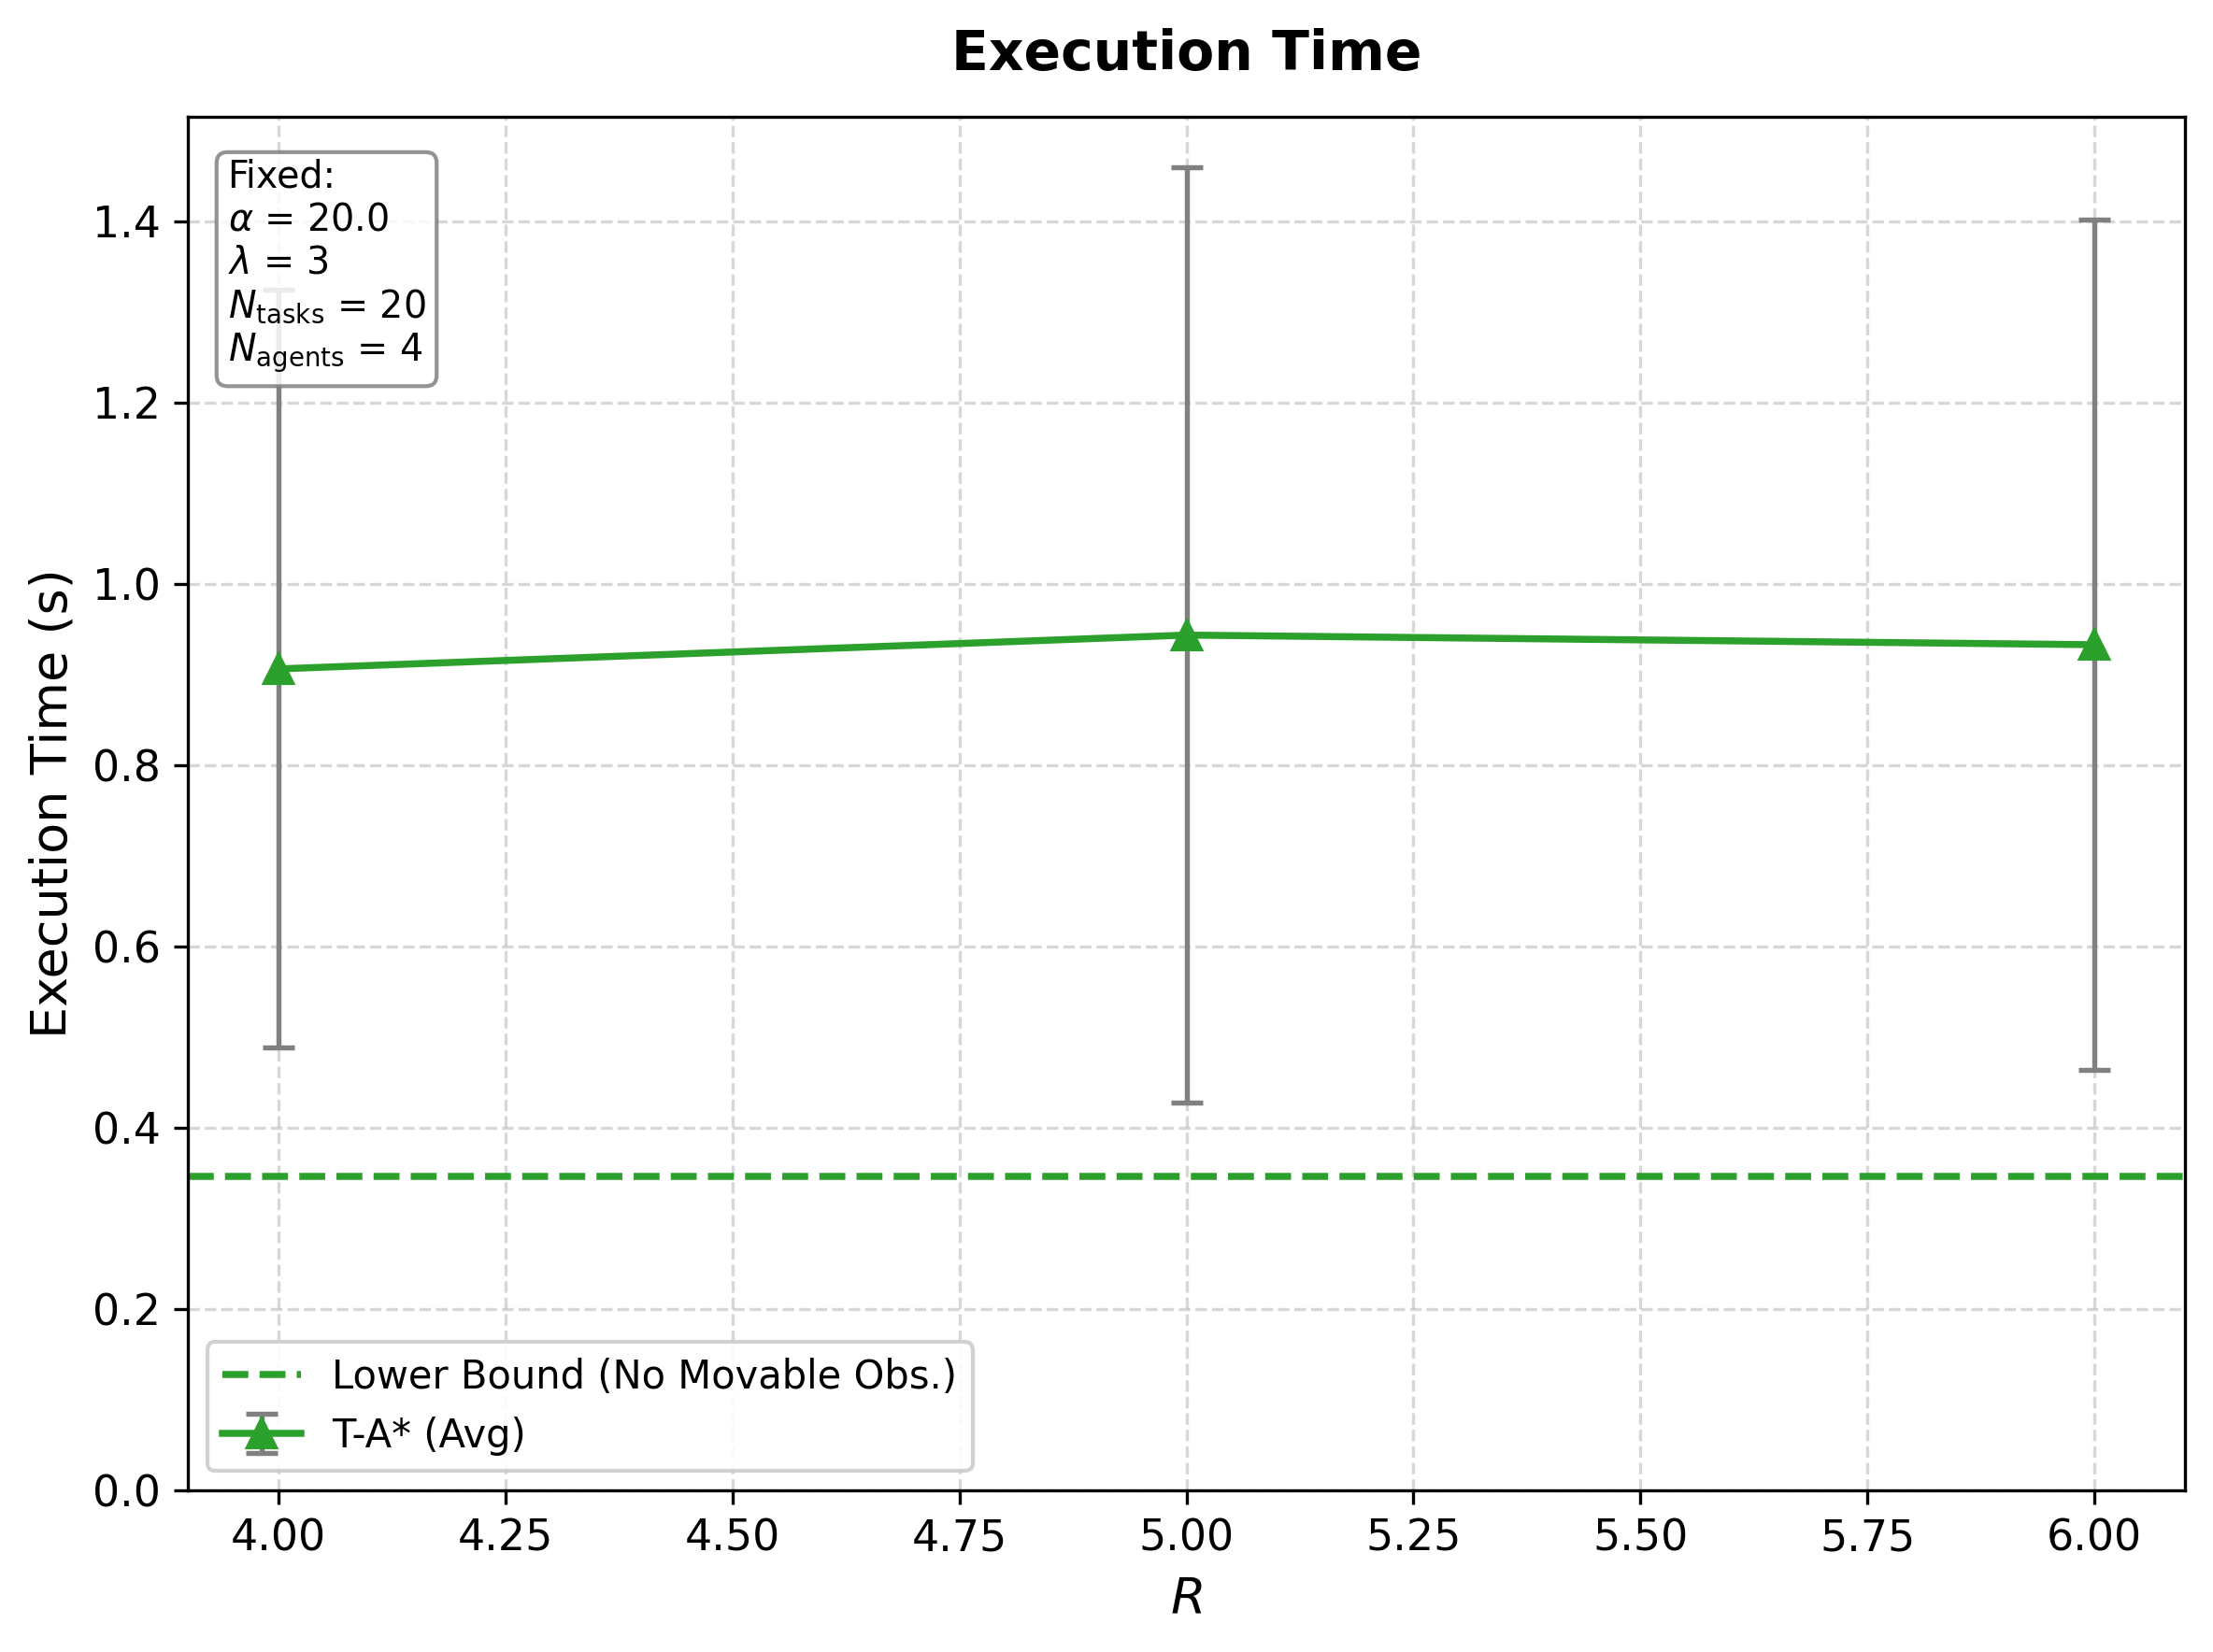 Execution Time
Fixed:
α = 20.0
λ = 3
N_tasks = 20
N_agents = 4
Execution Time (s)
1.4
1.2
1.0
0.8
0.6
0.4
0.2
0.0
Lower Bound (No Movable Obs.)
T-A* (Avg)
4.00 4.25 4.50 4.75 5.00 5.25 5.50 5.75 6.00
R